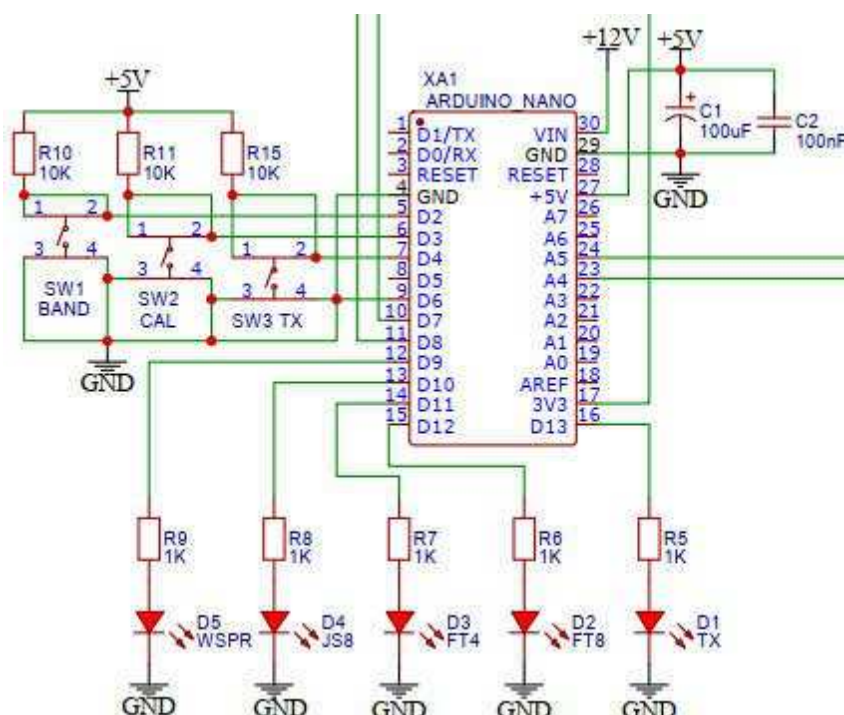 +12V
+5V
XA1
ARDUINO_NANO
+5V
C1
100uF
C2
100nF
R10
10K
R11
10K
R15
10K
1 D1/TX
2 D0/RX
3 RESET
4 GND
5 D2
6 D3
7 D4
8 D5
9 D6
10 D7
11 D8
12 D9
13 D10
14 D11
15 D12
VIN 30
GND 29
RESET 28
+5V 27
A7 26
A6 25
A5 24
A4 23
A3 22
A2 21
A1 20
A0 19
AREF 18
3V3 17
D13 16
GND
1 2
3 4
SW1
BAND
1 2
3 4
SW2
CAL
1 2
3 4
SW3 TX
GND
R9
1K
R8
1K
R7
1K
R6
1K
R5
1K
D5
WSPR
D4
JS8
D3
FT4
D2
FT8
D1
TX
GND
GND
GND
GND
GND